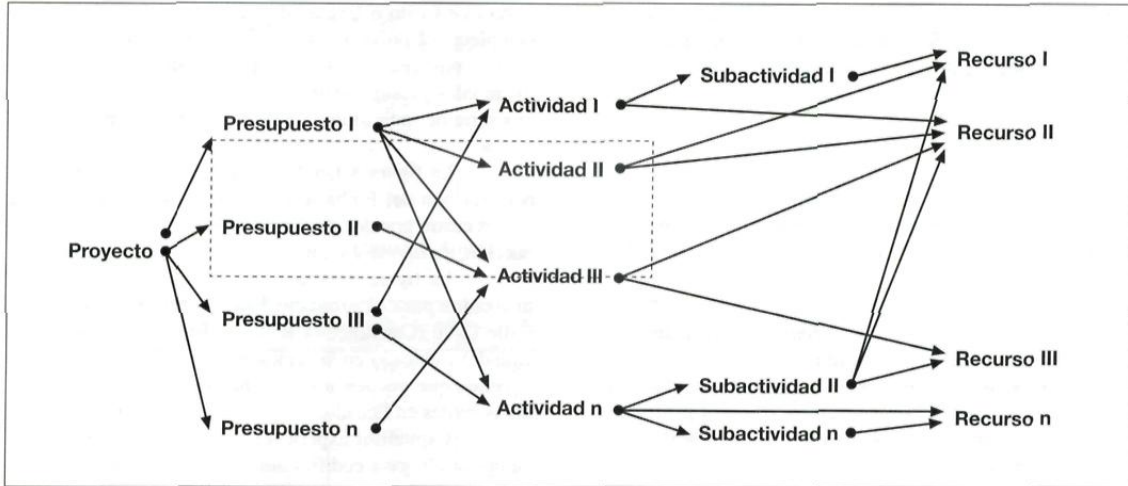 Proyecto
Presupuesto I
Presupuesto II
Presupuesto III
Presupuesto n
Actividad I
Actividad II
Actividad III
Actividad n
Subactividad I
Subactividad II
Subactividad n
Recurso I
Recurso II
Recurso III
Recurso n